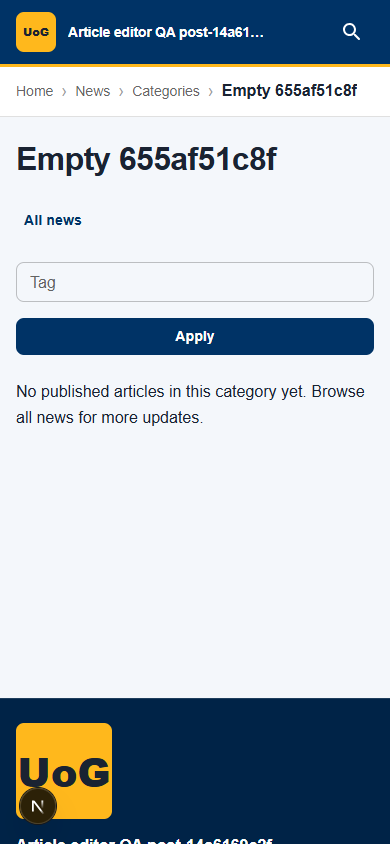 UoG
Article editor QA post-14a61...
Home › News › Categories › Empty 655af51c8f
Empty 655af51c8f
All news
Tag
Apply
No published articles in this category yet. Browse
all news for more updates.
UoG
N